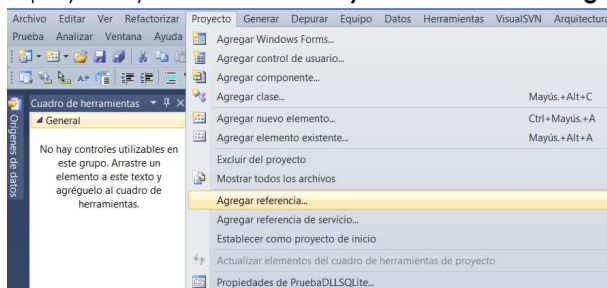 Archivo Editar Ver Refactorizar Proyecto Generar Depurar Equipo Datos Herramientas VisualSVN Arquitectura
Prueba Analizar Ventana Ayuda
Orígenes de datos
Cuadro de herramientas
General
No hay controles utilizables en
este grupo. Arrastre un
elemento a este texto y
agréguelo al cuadro de
herramientas.
Agregar Windows Forms...
Agregar control de usuario...
Agregar componente...
Agregar clase... Mayús.+Alt+C
Agregar nuevo elemento... Ctrl+Mayús.+A
Agregar elemento existente... Mayús.+Alt+A
Excluir del proyecto
Mostrar todos los archivos
Agregar referencia...
Agregar referencia de servicio...
Establecer como proyecto de inicio
Actualizar elementos del cuadro de herramientas de proyecto
Propiedades de PruebaDLLSQLite...